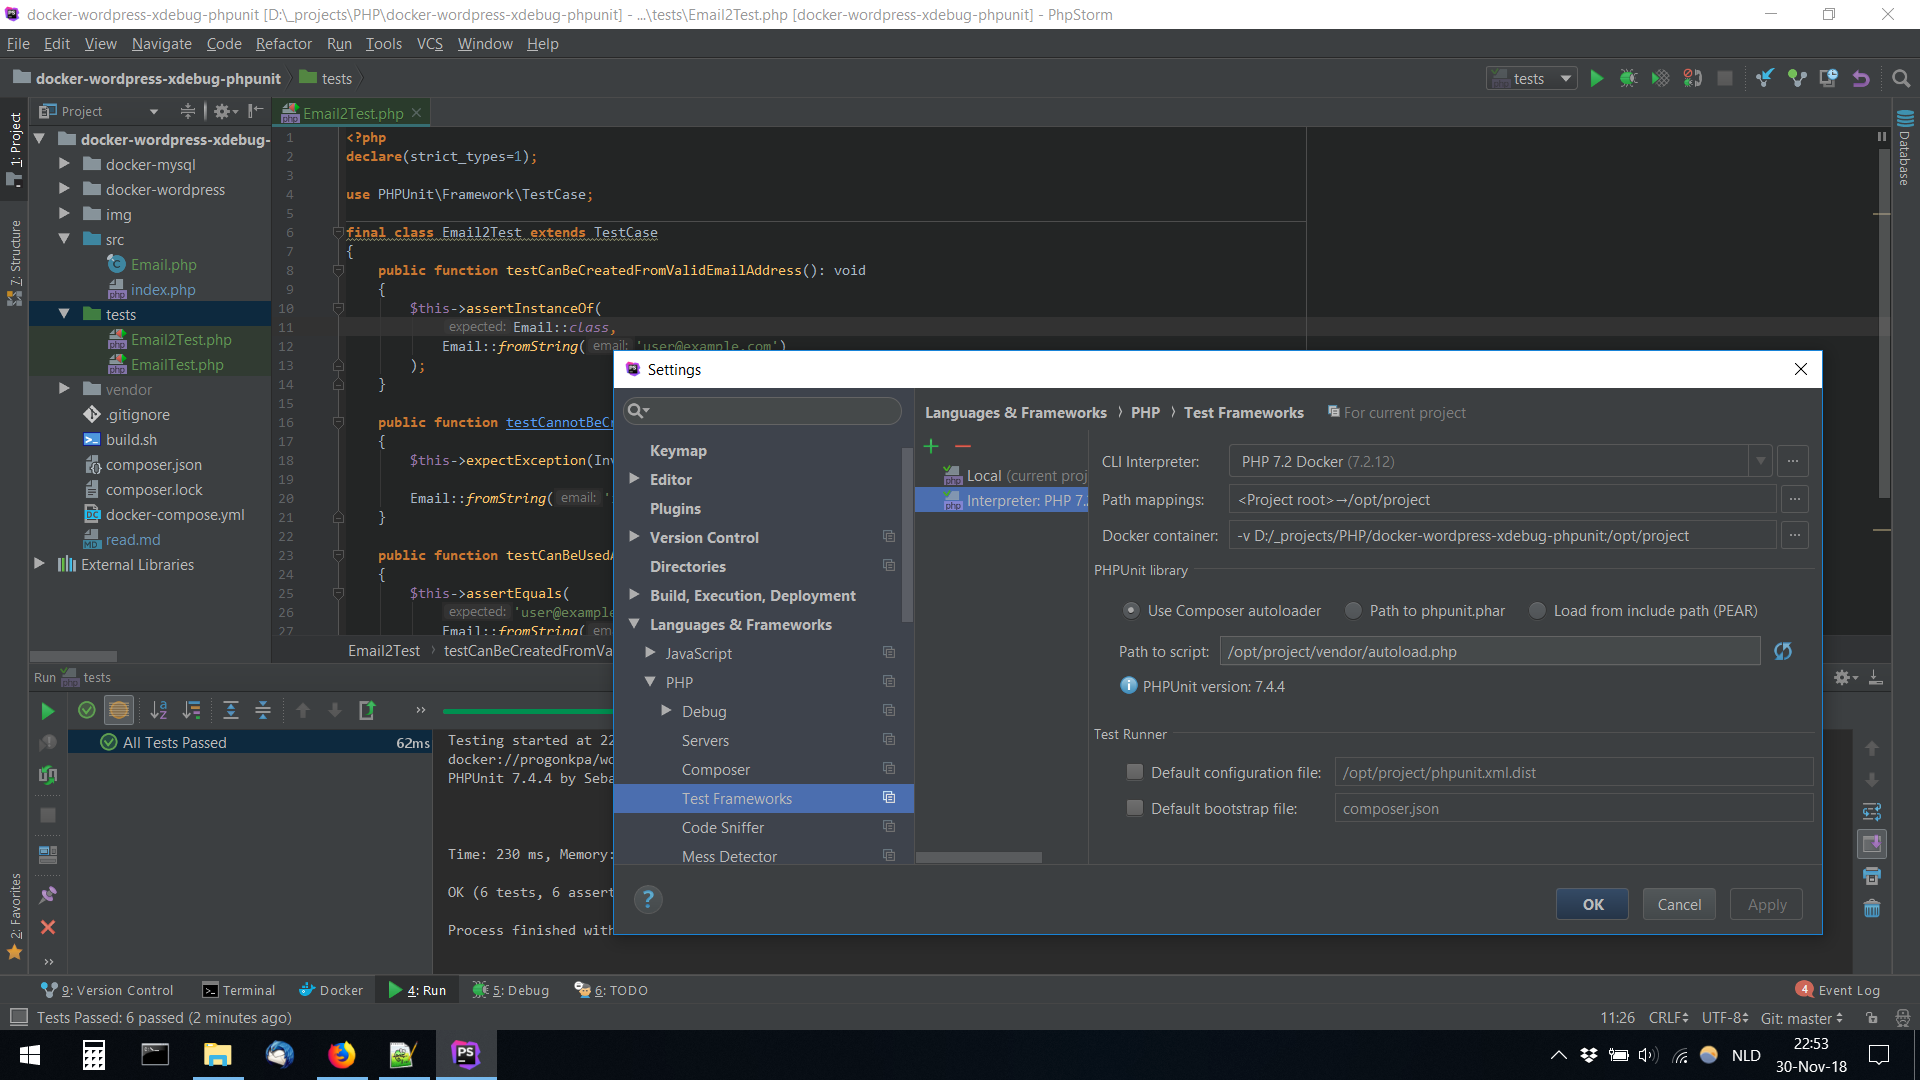 docker-wordpress-xdebug-phpunit [D:\_projects\PHP\docker-wordpress-xdebug-phpunit] - ...\tests\Email2Test.php [docker-wordpress-xdebug-phpunit] - PhpStorm
File Edit View Navigate Code Refactor Run Tools VCS Window Help
docker-wordpress-xdebug-phpunit tests
tests
1: Project
7: Structure
2: Favorites
Database
Project
docker-wordpress-xdebug-
docker-mysql
docker-wordpress
img
src
Email.php
index.php
tests
Email2Test.php
EmailTest.php
vendor
.gitignore
build.sh
composer.json
composer.lock
docker-compose.yml
read.md
External Libraries
Email2Test.php
1 <?php
2 declare(strict_types=1);
3
4 use PHPUnit\Framework\TestCase;
5
6 final class Email2Test extends TestCase
7 {
8 public function testCanBeCreatedFromValidEmailAddress(): void
9 {
10 $this->assertInstanceOf(
11 expected: Email::class,
12 Email::fromString( email: 'user@example.com')
13 );
14 }
15
16 public function testCannotBeCr
17 {
18 $this->expectException(Inv
19
20 Email::fromString( email: '
21 }
22
23 public function testCanBeUsedA
24 {
25 $this->assertEquals(
26 expected: 'user@example
27 Email::fromString( em
Email2Test › testCanBeCreatedFromVa
Settings
Keymap
Editor
Plugins
Version Control
Directories
Build, Execution, Deployment
Languages & Frameworks
JavaScript
PHP
Debug
Servers
Composer
Test Frameworks
Code Sniffer
Mess Detector
Languages & Frameworks › PHP › Test Frameworks For current project
Local (current proj
Interpreter: PHP 7.
CLI Interpreter: PHP 7.2 Docker (7.2.12)
Path mappings: <Project root>→/opt/project
Docker container: -v D:/_projects/PHP/docker-wordpress-xdebug-phpunit:/opt/project
PHPUnit library
Use Composer autoloader Path to phpunit.phar Load from include path (PEAR)
Path to script: /opt/project/vendor/autoload.php
PHPUnit version: 7.4.4
Test Runner
Default configuration file: /opt/project/phpunit.xml.dist
Default bootstrap file: composer.json
?
OK Cancel Apply
Run tests
All Tests Passed 62ms
Testing started at 22
docker://progonkpa/wo
PHPUnit 7.4.4 by Seba
Time: 230 ms, Memory:
OK (6 tests, 6 assert
Process finished with
9: Version Control Terminal Docker 4: Run 5: Debug 6: TODO
4 Event Log
Tests Passed: 6 passed (2 minutes ago)
11:26 CRLF UTF-8 Git: master
PS
NLD
22:53
30-Nov-18